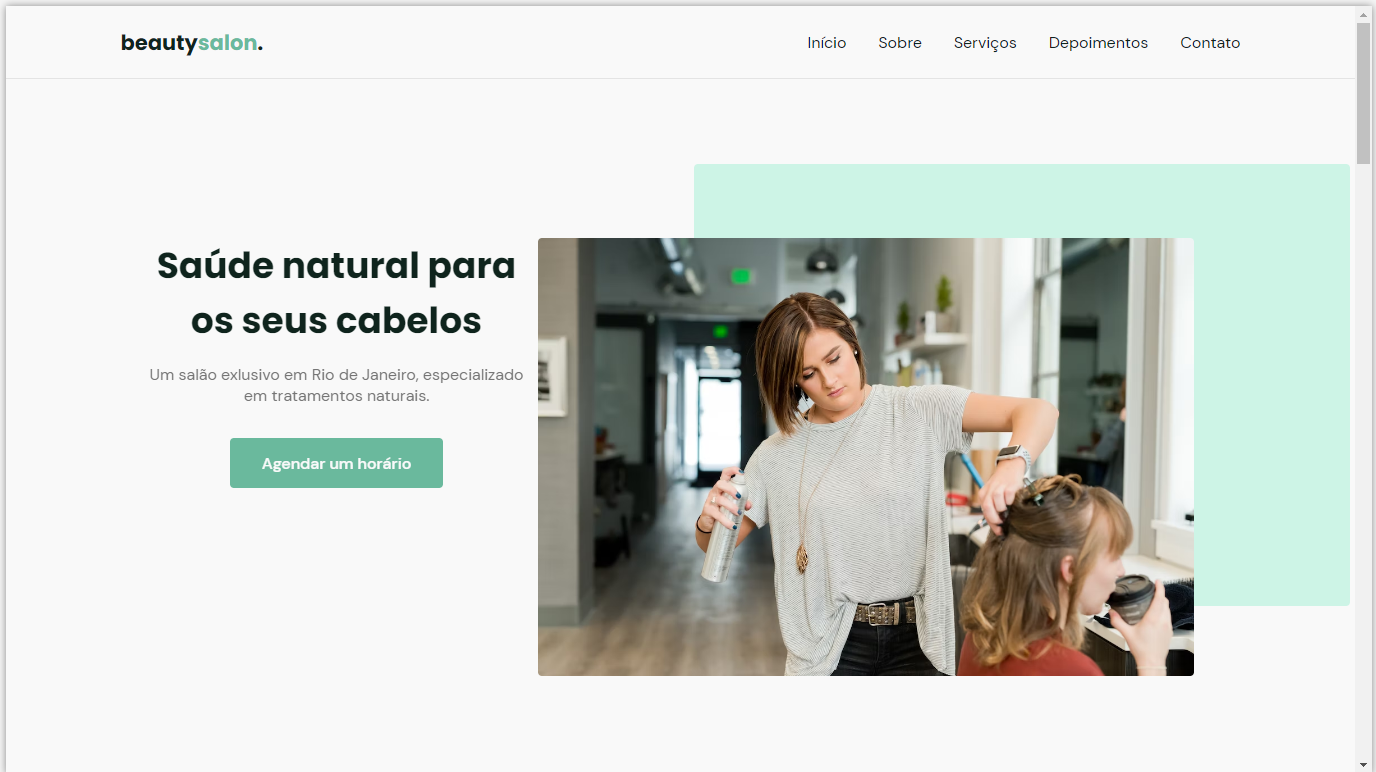 beautysalon.
Início Sobre Serviços Depoimentos Contato
Saúde natural para
os seus cabelos
Um salão exlusivo em Rio de Janeiro, especializado
em tratamentos naturais.
Agendar um horário